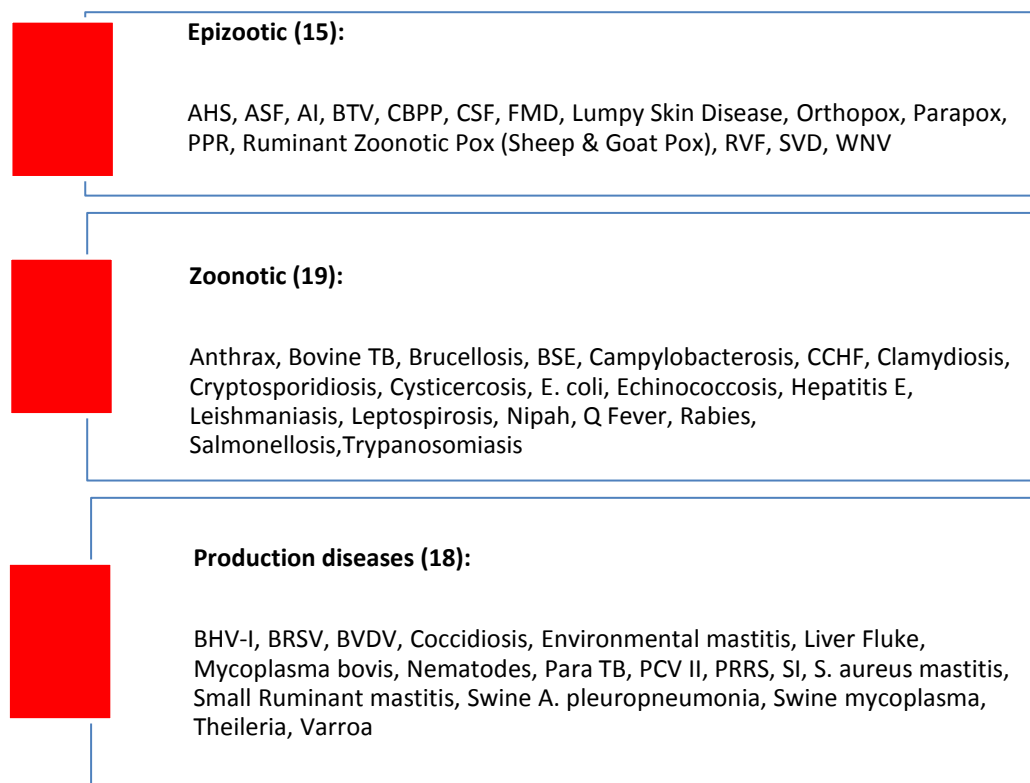 Epizootic (15):
AHS, ASF, AI, BTV, CBPP, CSF, FMD, Lumpy Skin Disease, Orthopox, Parapox,
PPR, Ruminant Zoonotic Pox (Sheep & Goat Pox), RVF, SVD, WNV
Zoonotic (19):
Anthrax, Bovine TB, Brucellosis, BSE, Campylobacterosis, CCHF, Clamydiosis,
Cryptosporidiosis, Cysticercosis, E. coli, Echinococcosis, Hepatitis E,
Leishmaniasis, Leptospirosis, Nipah, Q Fever, Rabies,
Salmonellosis,Trypanosomiasis
Production diseases (18):
BHV-I, BRSV, BVDV, Coccidiosis, Environmental mastitis, Liver Fluke,
Mycoplasma bovis, Nematodes, Para TB, PCV II, PRRS, SI, S. aureus mastitis,
Small Ruminant mastitis, Swine A. pleuropneumonia, Swine mycoplasma,
Theileria, Varroa